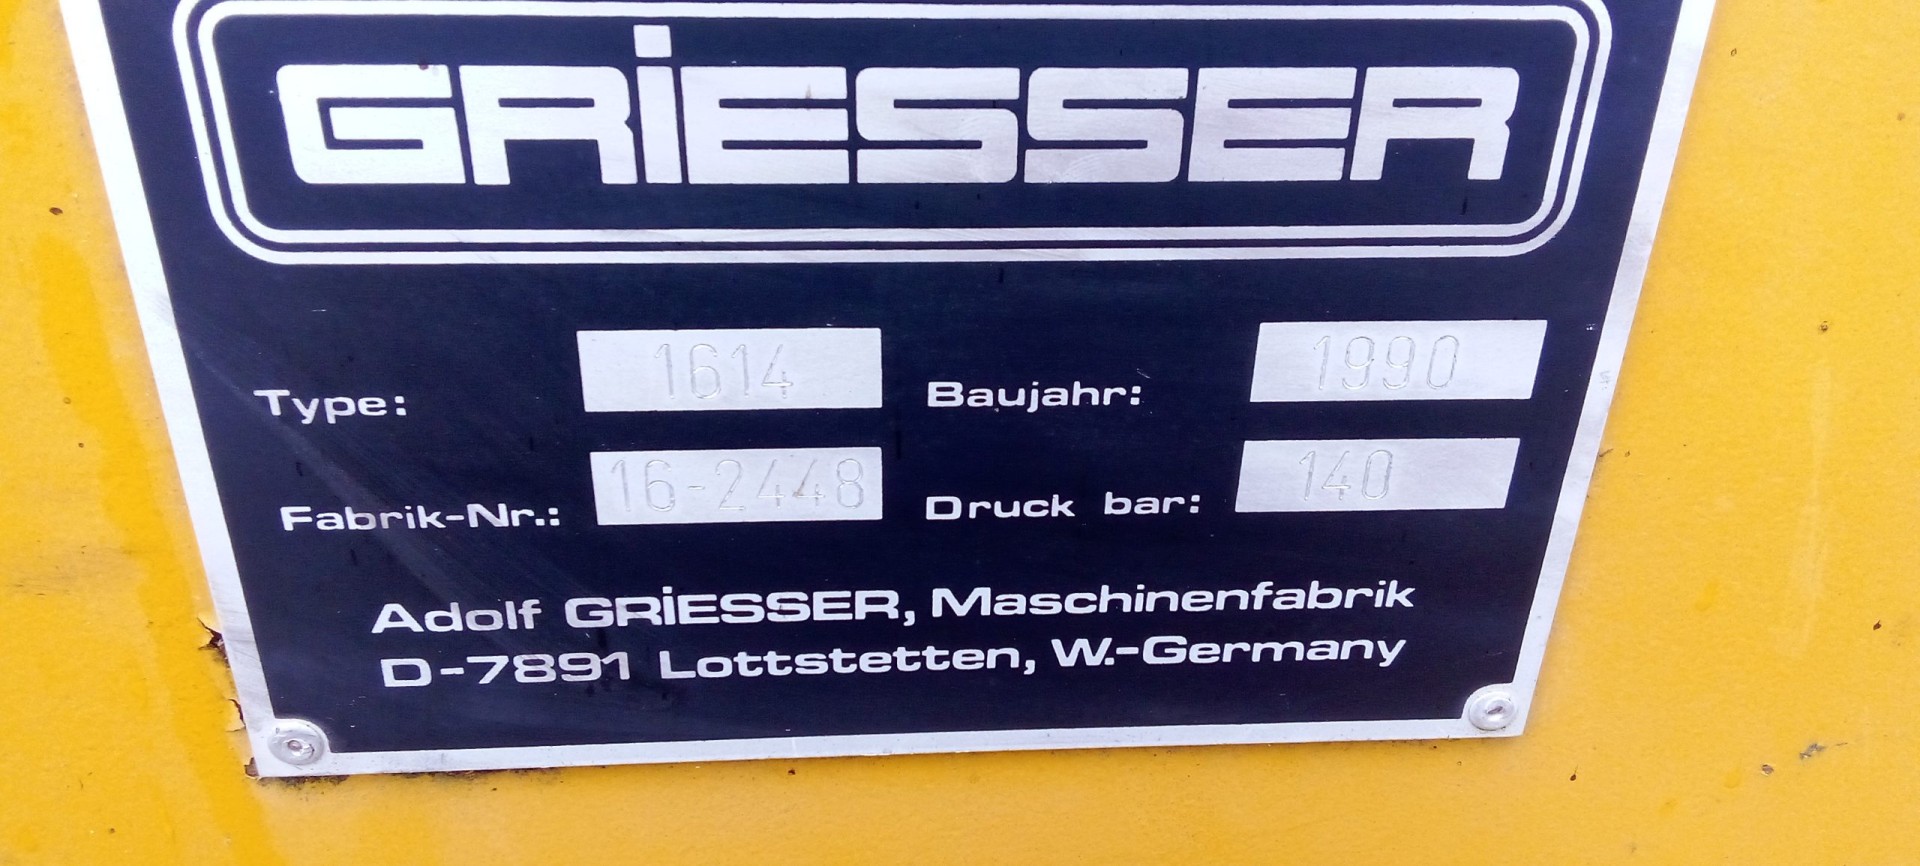 GRIESSER
Type: 1614 Baujahr: 1990
Fabrik-Nr.: 16-2448 Druck bar: 140
Adolf GRIESSER, Maschinenfabrik
D-7891 Lottstetten, W.-Germany